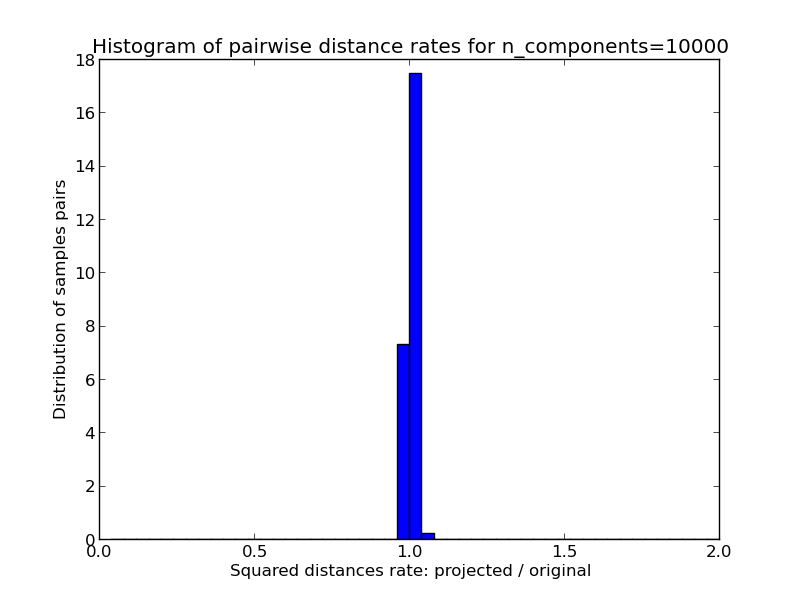 Histogram of pairwise distance rates for n_components=10000
18
16
14
12
10
8
6
4
2
0
Distribution of samples pairs
0.0 0.5 1.0 1.5 2.0
Squared distances rate: projected / original